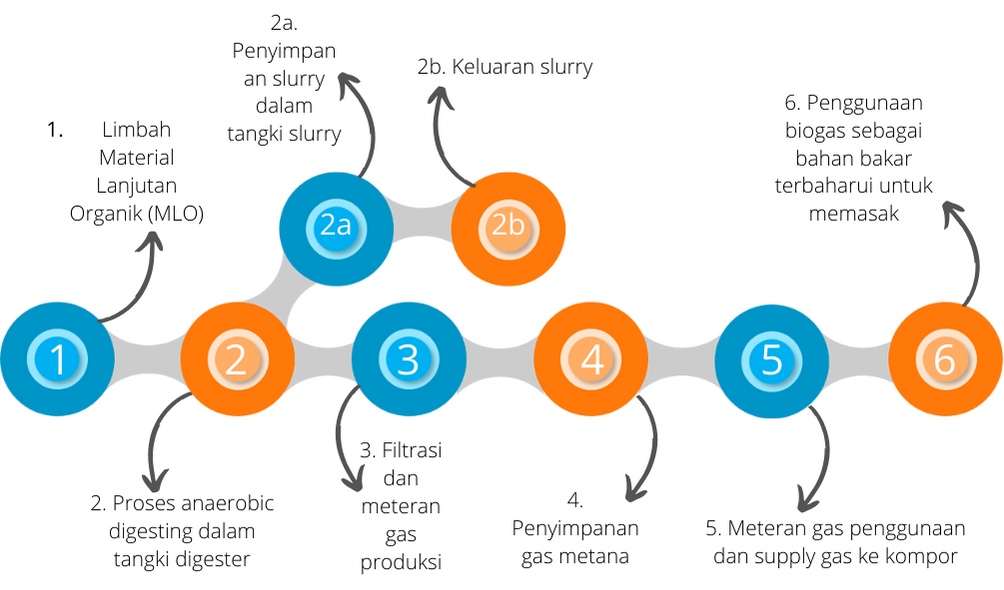 2a.
Penyimpan
an slurry
dalam
tangki slurry
2b. Keluaran slurry
1. Limbah
Material
Lanjutan
Organik (MLO)
6. Penggunaan
biogas sebagai
bahan bakar
terbaharui untuk
memasak
2a
2b
1
2
3
4
5
6
2. Proses anaerobic
digesting dalam
tangki digester
3. Filtrasi
dan
meteran
gas
produksi
4.
Penyimpanan
gas metana
5. Meteran gas penggunaan
dan supply gas ke kompor